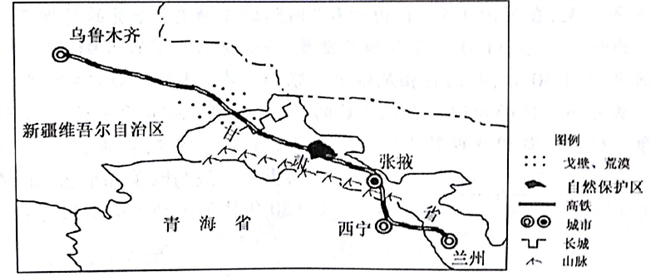 乌鲁木齐
新疆维吾尔自治区
甘
肃
省
张掖
青海省
西宁
兰州
图例
戈壁、荒漠
自然保护区
高铁
城市
长城
山脉